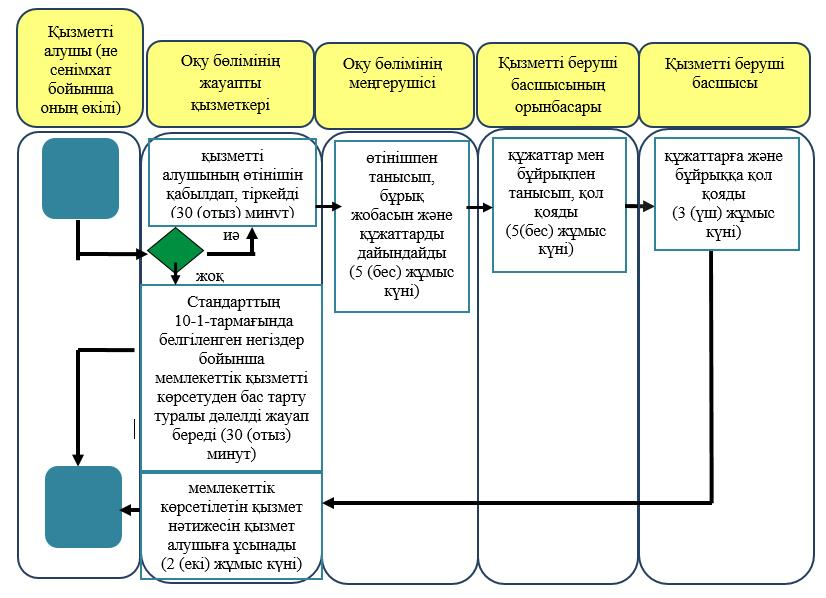 Қызметті
алушы (не
сенімхат
бойынша
оның өкілі)
Оқу бөлімінің
жауапты
қызметкері
Оқу бөлімінің
меңгерушісі
Қызметті беруші
басшысының
орынбасары
Қызметті беруші
басшысы
қызметті
алушының өтінішін
қабылдап, тіркейді
(30 (отыз) минут)
иә
жоқ
Стандарттың
10-1-тармағында
белгіленген негіздер
бойынша
мемлекеттік қызметті
көрсетуден бас тарту
туралы дәлелді жауап
береді (30 (отыз)
минут)
мемлекеттік
көрсетілетін қызмет
нәтижесін қызмет
алушыға ұсынады
(2 (екі) жұмыс күні)
өтінішпен
танысып,
бұрық
жобасын және
құжаттарды
дайындайды
(5 (бес) жұмыс
күні)
құжаттар мен
бұйрықпен
танысып, қол
қояды
(5(бес) жұмыс
күні)
құжаттарға және
бұйрыққа қол
қояды
(3 (үш) жұмыс
күні)